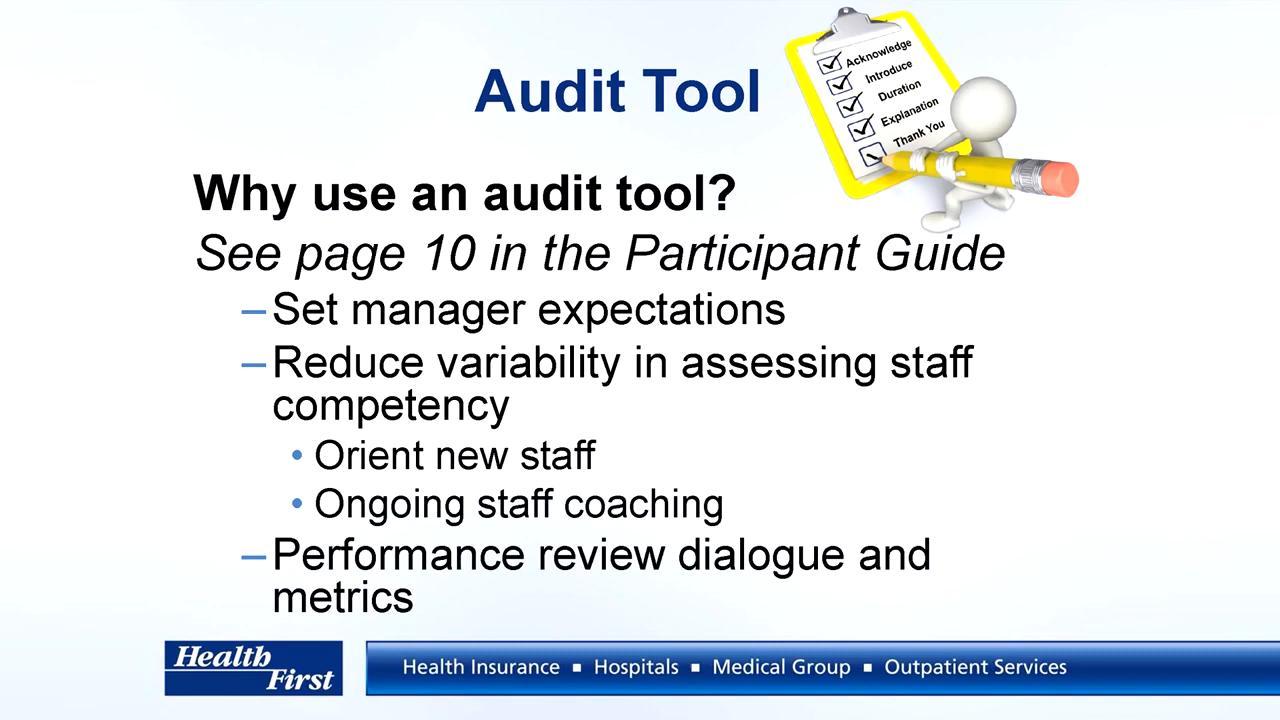 Audit Tool
Acknowledge
Introduce
Duration
Explanation
Thank You
Why use an audit tool?
See page 10 in the Participant Guide
–Set manager expectations
–Reduce variability in assessing staff
competency
• Orient new staff
• Ongoing staff coaching
–Performance review dialogue and
metrics
Health
First
Health Insurance ▪ Hospitals ▪ Medical Group ▪ Outpatient Services